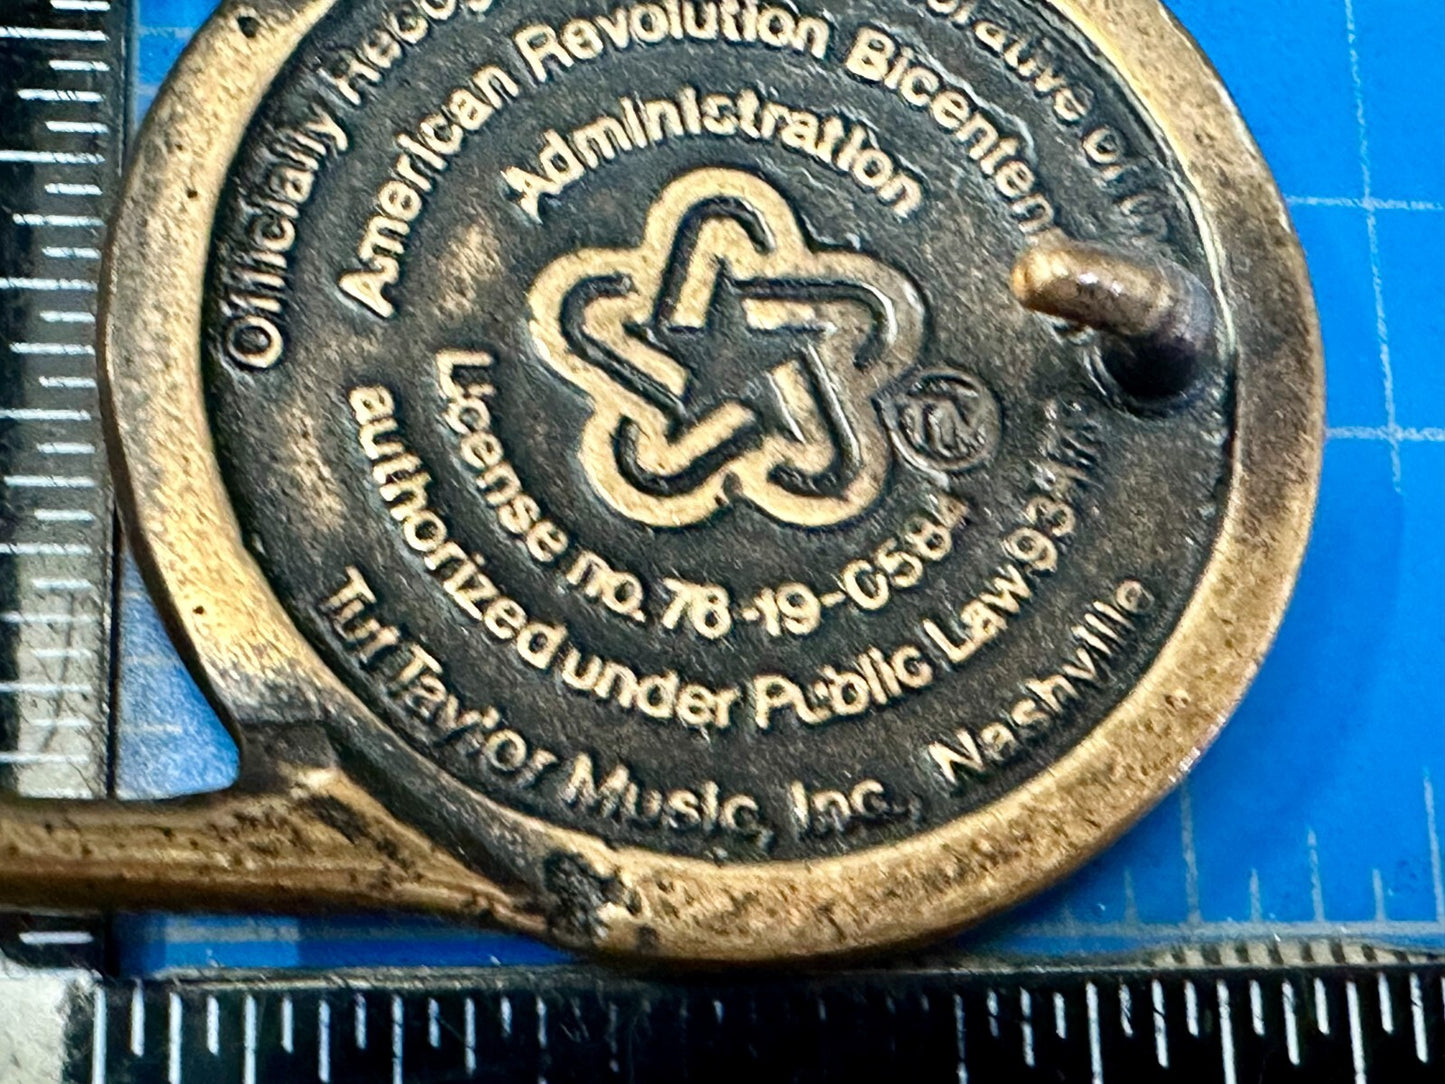 Officially
American Revolution Bicenten
Administration
License no. 76-19-0584
authorized under Public Law 93-
Tut Taylor Music, Inc., Nashville